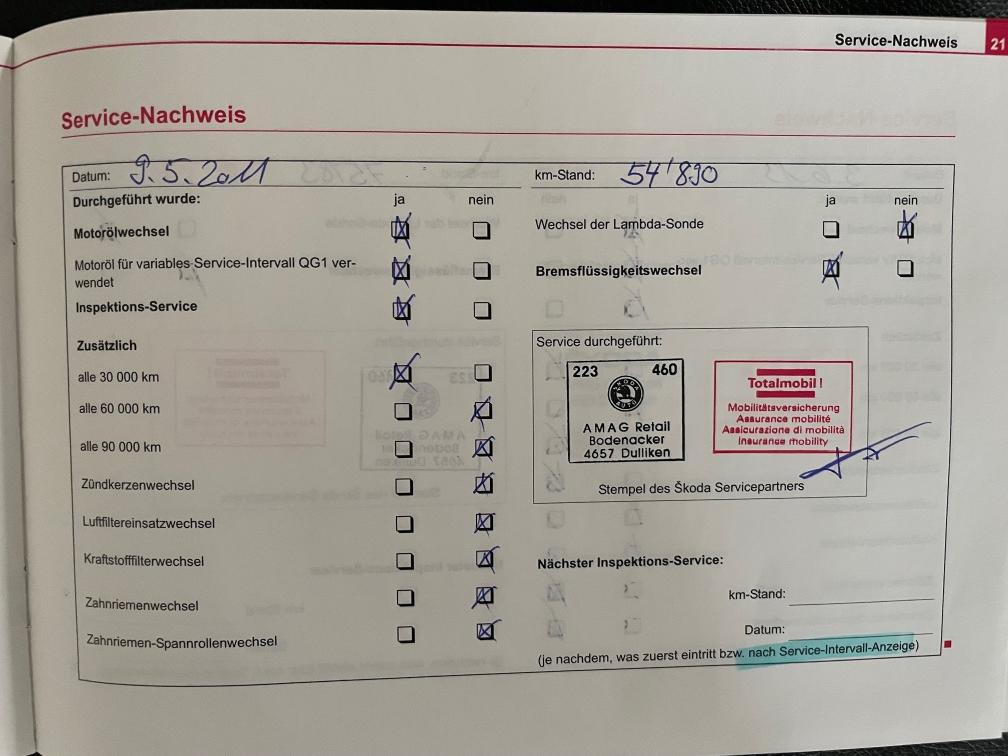 Service-Nachweis 21
Service-Nachweis
Datum: 9.5.2011 km-Stand: 54'890
Durchgeführt wurde: ja nein
Motorölwechsel
Motoröl für variables Service-Intervall QG1 ver-
wendet
Inspektions-Service
Zusätzlich
alle 30 000 km
alle 60 000 km
alle 90 000 km
Zündkerzenwechsel
Luftfiltereinsatzwechsel
Kraftstofffilterwechsel
Zahnriemenwechsel
Zahnriemen-Spannrollenwechsel
ja nein
Wechsel der Lambda-Sonde
Bremsflüssigkeitswechsel
Service durchgeführt:
223 460
SKODA
AUTO
AMAG Retail
Bodenacker
4657 Dulliken
Totalmobil !
Mobilitätsversicherung
Assurance mobilité
Assicurazione di mobilità
Insurance mobility
Stempel des Škoda Servicepartners
Nächster Inspektions-Service:
km-Stand:
Datum:
(je nachdem, was zuerst eintritt bzw. nach Service-Intervall-Anzeige)